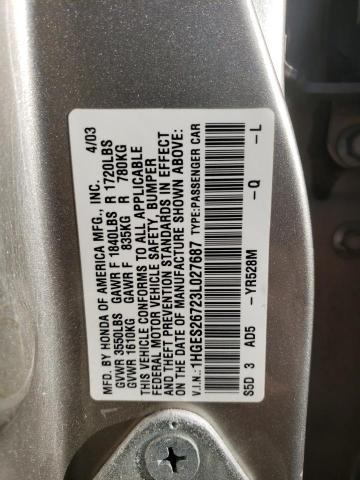 MFD. BY HONDA OF AMERICA MFG., INC. 4/03
GVWR 3550LBS GAWR F 1840LBS R 1720LBS
GVWR 1610KG GAWR F 835KG R 780KG
THIS VEHICLE CONFORMS TO ALL APPLICABLE
FEDERAL MOTOR VEHICLE SAFETY, BUMPER
AND THEFT PREVENTION STANDARDS IN EFFECT
ON THE DATE OF MANUFACTURE SHOWN ABOVE.
V.I.N.: 1HGES26723L027687 TYPE:PASSENGER CAR
S5D 3 AD5 -YR528M -Q -L